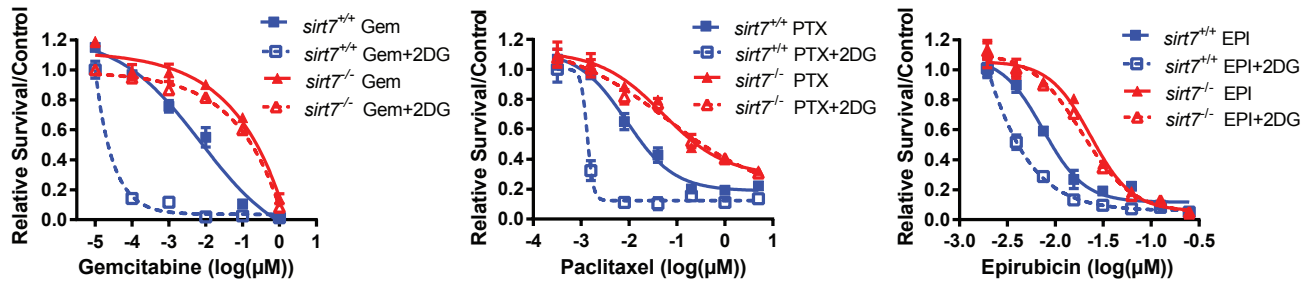 sirt7+/+ Gem
sirt7+/+ Gem+2DG
sirt7-/- Gem
sirt7-/- Gem+2DG
Relative Survival/Control
1.2
1.0
0.8
0.6
0.4
0.2
0.0
-5 -4 -3 -2 -1 0 1
Gemcitabine (log(µM))
sirt7+/+ PTX
sirt7+/+ PTX+2DG
sirt7-/- PTX
sirt7-/- PTX+2DG
Relative Survival/Control
1.2
1.0
0.8
0.6
0.4
0.2
0.0
-4 -3 -2 -1 0 1
Paclitaxel (log(µM))
sirt7+/+ EPI
sirt7+/+ EPI+2DG
sirt7-/- EPI
sirt7-/- EPI+2DG
Relative Survival/Control
1.2
1.0
0.8
0.6
0.4
0.2
0.0
-3.0 -2.5 -2.0 -1.5 -1.0 -0.5
Epirubicin (log(µM))